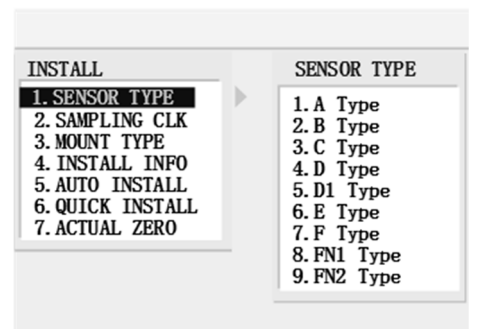 INSTALL
1. SENSOR TYPE
2. SAMPLING CLK
3. MOUNT TYPE
4. INSTALL INFO
5. AUTO INSTALL
6. QUICK INSTALL
7. ACTUAL ZERO
SENSOR TYPE
1. A Type
2. B Type
3. C Type
4. D Type
5. D1 Type
6. E Type
7. F Type
8. FN1 Type
9. FN2 Type